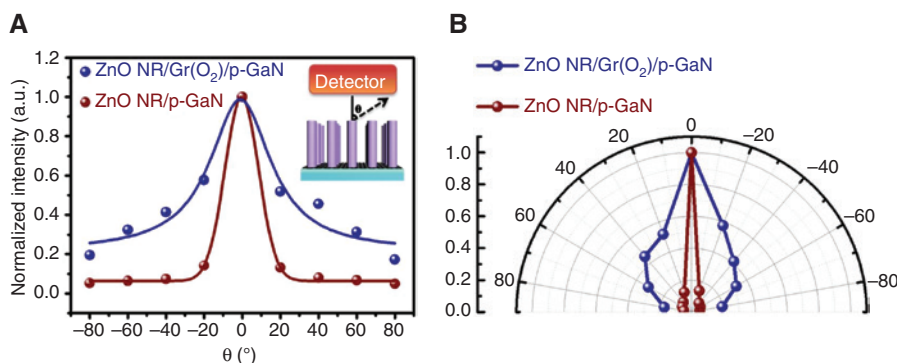 A
Normalized intensity (a.u.)
1.2
1.0
0.8
0.6
0.4
0.2
0.0
ZnO NR/Gr(O₂)/p-GaN
ZnO NR/p-GaN
Detector
θ
−80 −60 −40 −20 0 20 40 60 80
θ (°)
B
ZnO NR/Gr(O₂)/p-GaN
ZnO NR/p-GaN
1.0
0.8
0.6
0.4
0.2
0.0
80
60
40
20
0
−20
−40
−60
−80